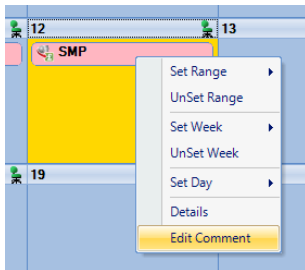 12
13
SMP
Set Range
UnSet Range
Set Week
UnSet Week
19
Set Day
Details
Edit Comment